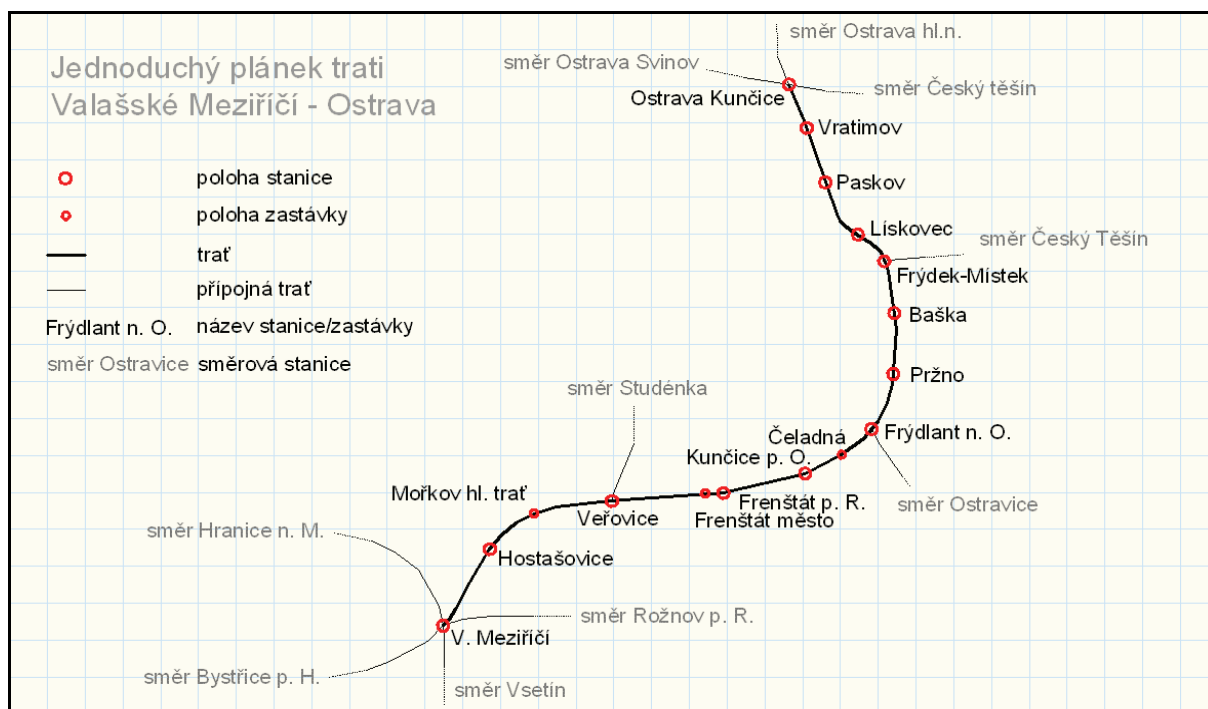 Jednoduchý plánek trati
Valašské Meziříčí - Ostrava
poloha stanice
poloha zastávky
trať
přípojná trať
Frýdlant n. O. název stanice/zastávky
směr Ostravice směrová stanice
směr Ostrava hl.n.
směr Ostrava Svinov
směr Český těšín
Ostrava Kunčice
Vratimov
Paskov
Lískovec
směr Český Těšín
Frýdek-Místek
Baška
Pržno
směr Studénka
Frýdlant n. O.
Čeladná
Kunčice p. O.
Mořkov hl. trať
Frenštát p. R.
směr Ostravice
Veřovice
Frenštát město
směr Hranice n. M.
Hostašovice
směr Rožnov p. R.
V. Meziříčí
směr Bystřice p. H.
směr Vsetín